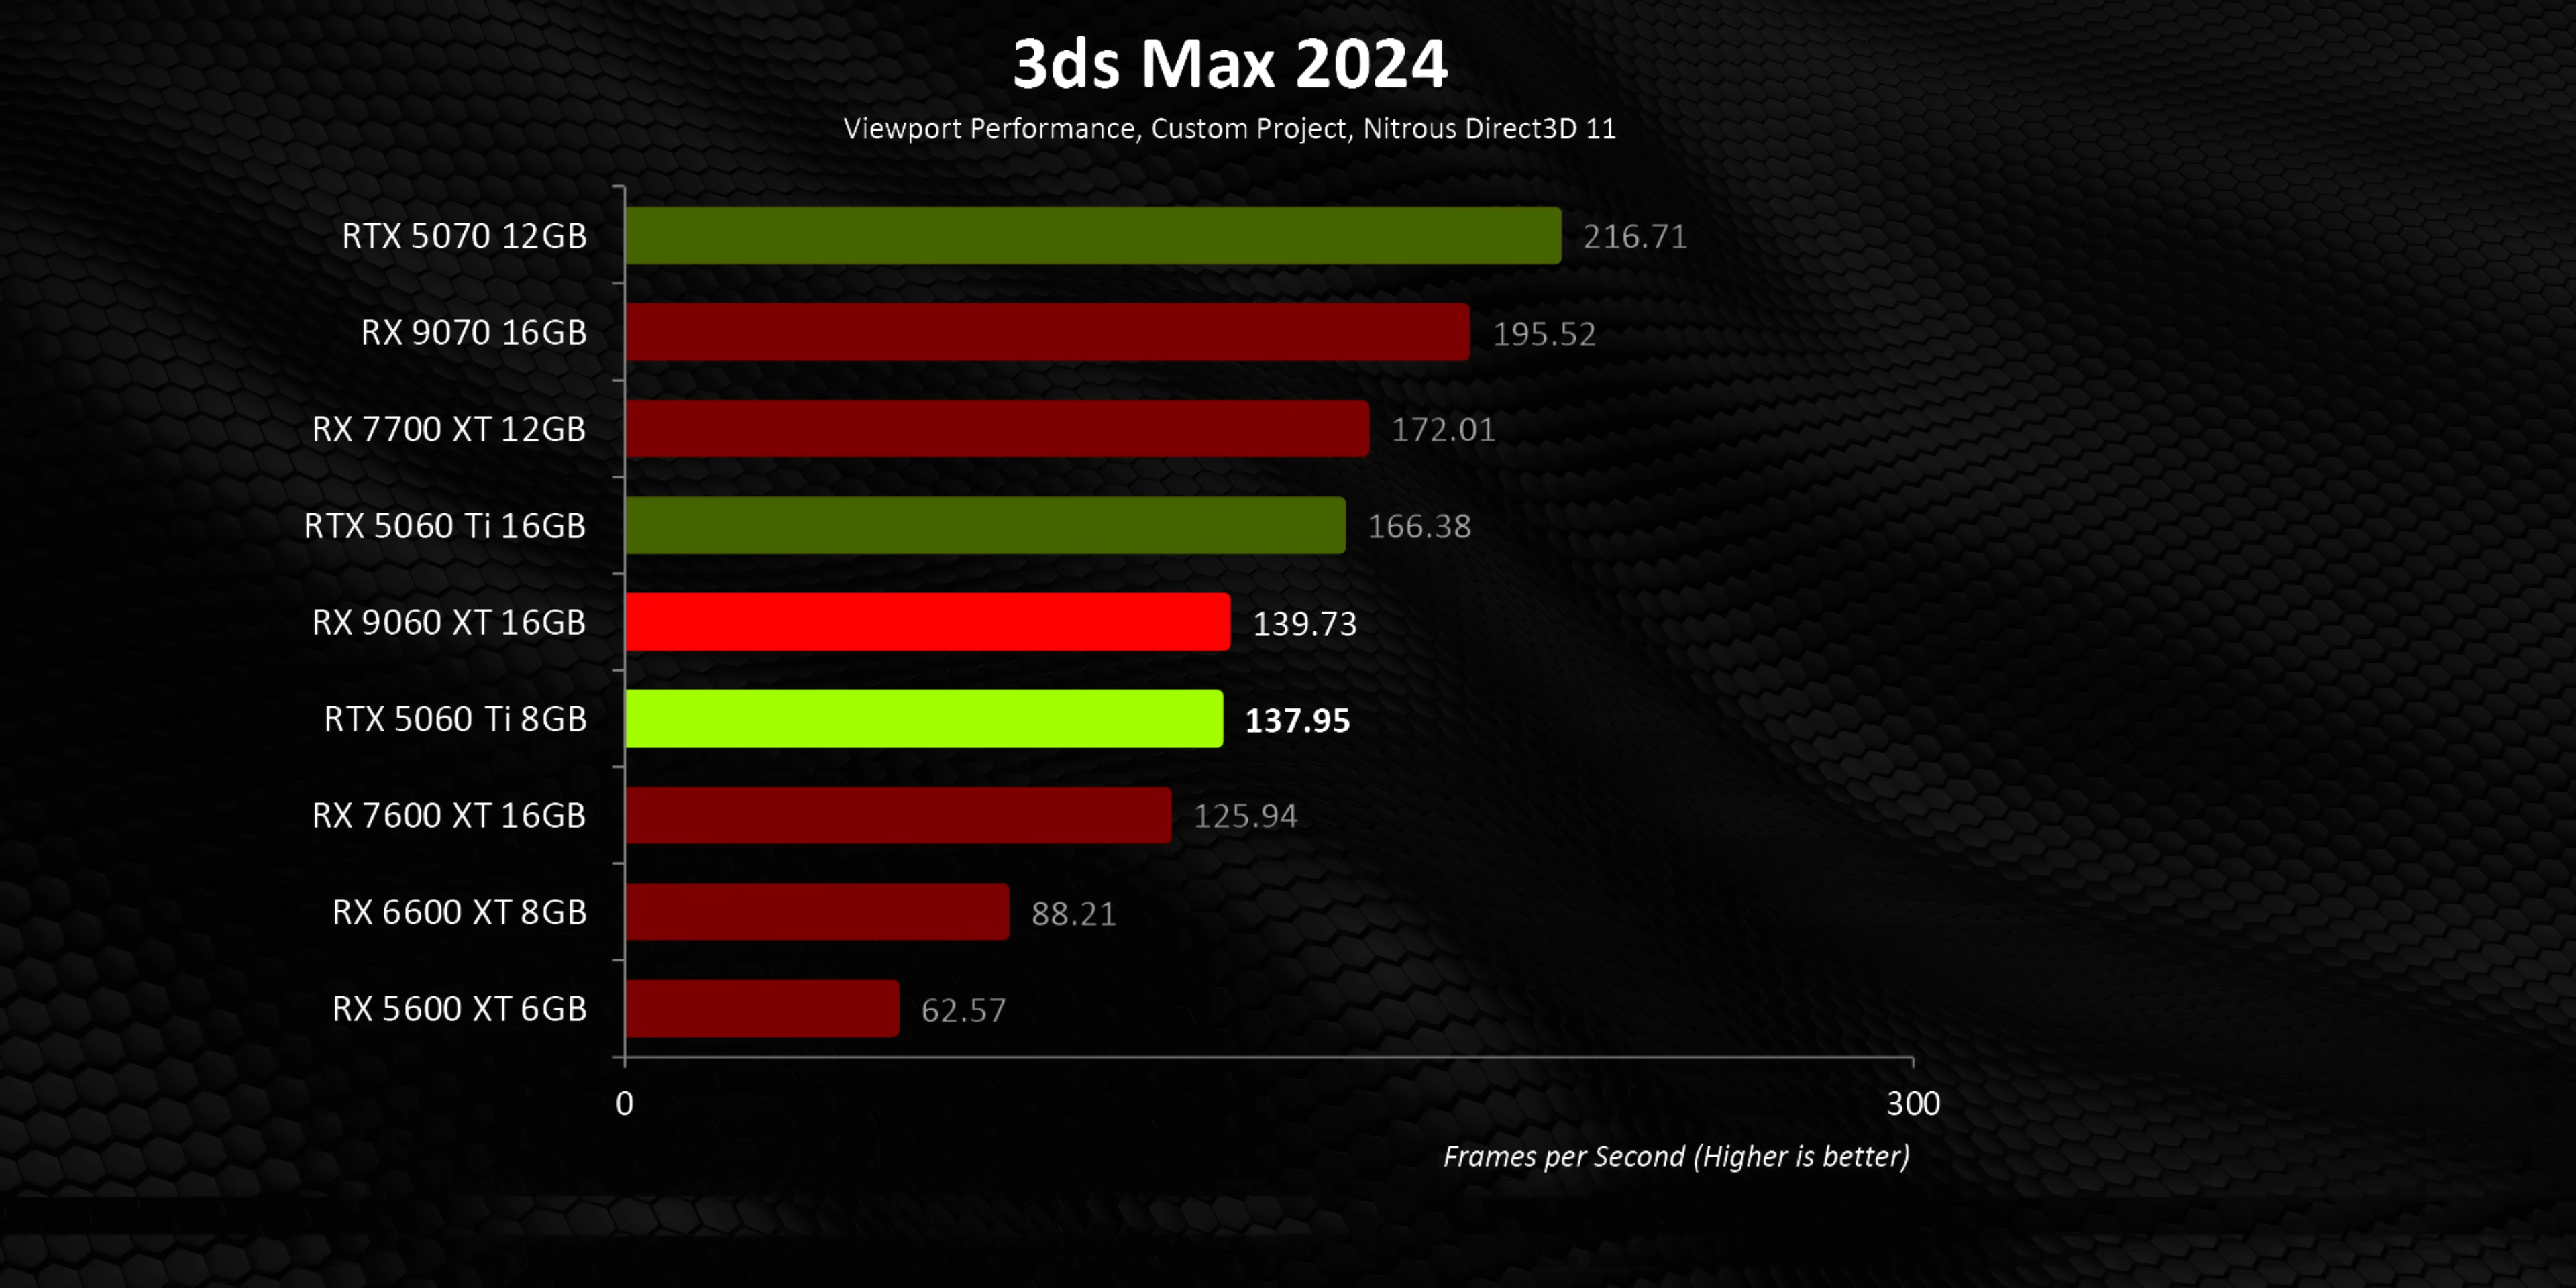 3ds Max 2024
Viewport Performance, Custom Project, Nitrous Direct3D 11
RTX 5070 12GB 216.71
RX 9070 16GB 195.52
RX 7700 XT 12GB 172.01
RTX 5060 Ti 16GB 166.38
RX 9060 XT 16GB 139.73
RTX 5060 Ti 8GB 137.95
RX 7600 XT 16GB 125.94
RX 6600 XT 8GB 88.21
RX 5600 XT 6GB 62.57
0 300
Frames per Second (Higher is better)